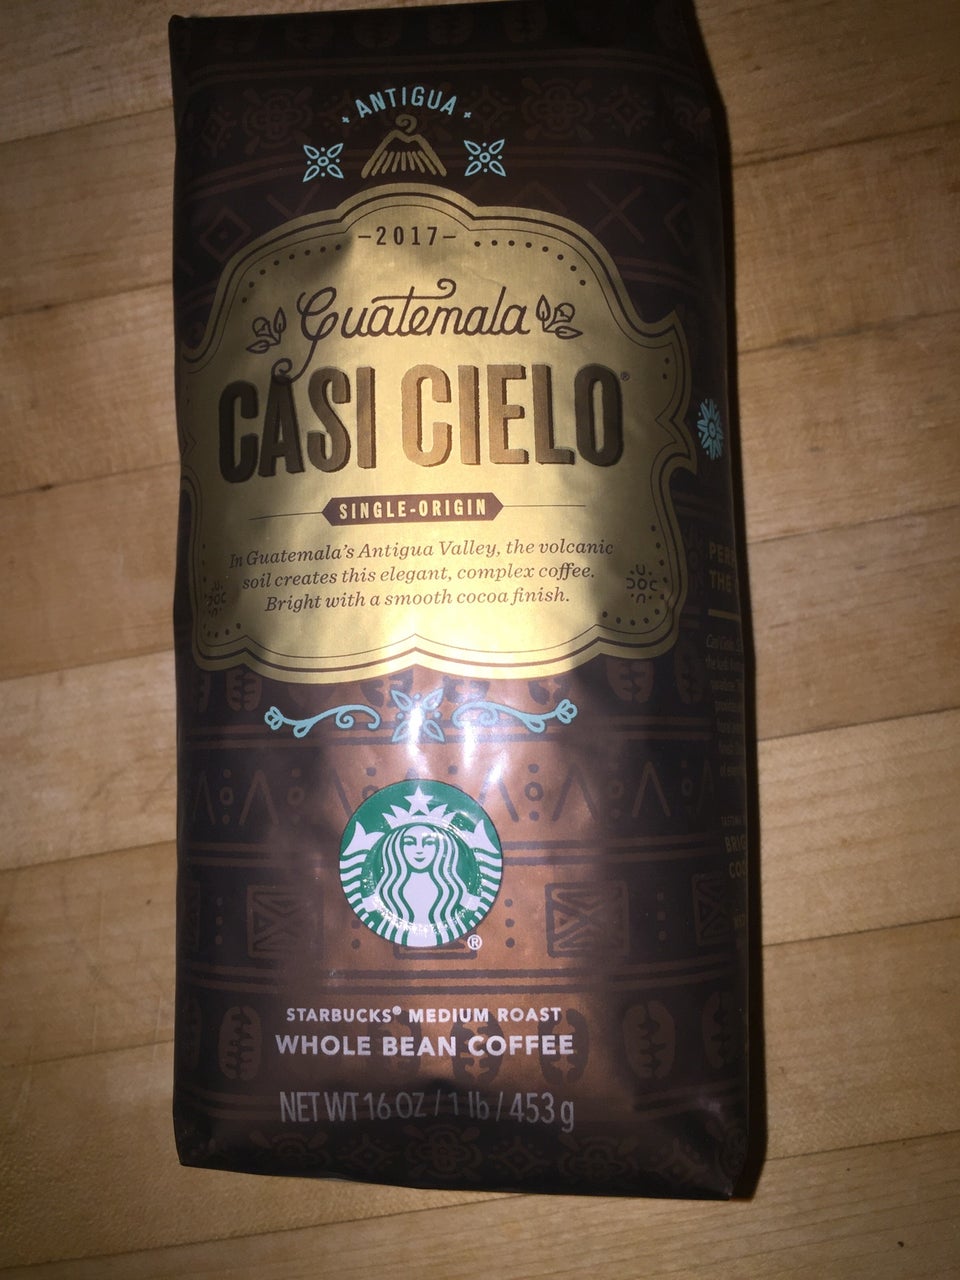 ANTIGUA
-2017-
Guatemala
CASI CIELO®
SINGLE-ORIGIN
In Guatemala's Antigua Valley, the volcanic
soil creates this elegant, complex coffee.
Bright with a smooth cocoa finish.
®
STARBUCKS® MEDIUM ROAST
WHOLE BEAN COFFEE
NET WT 16 OZ / 1 lb / 453 g
THE